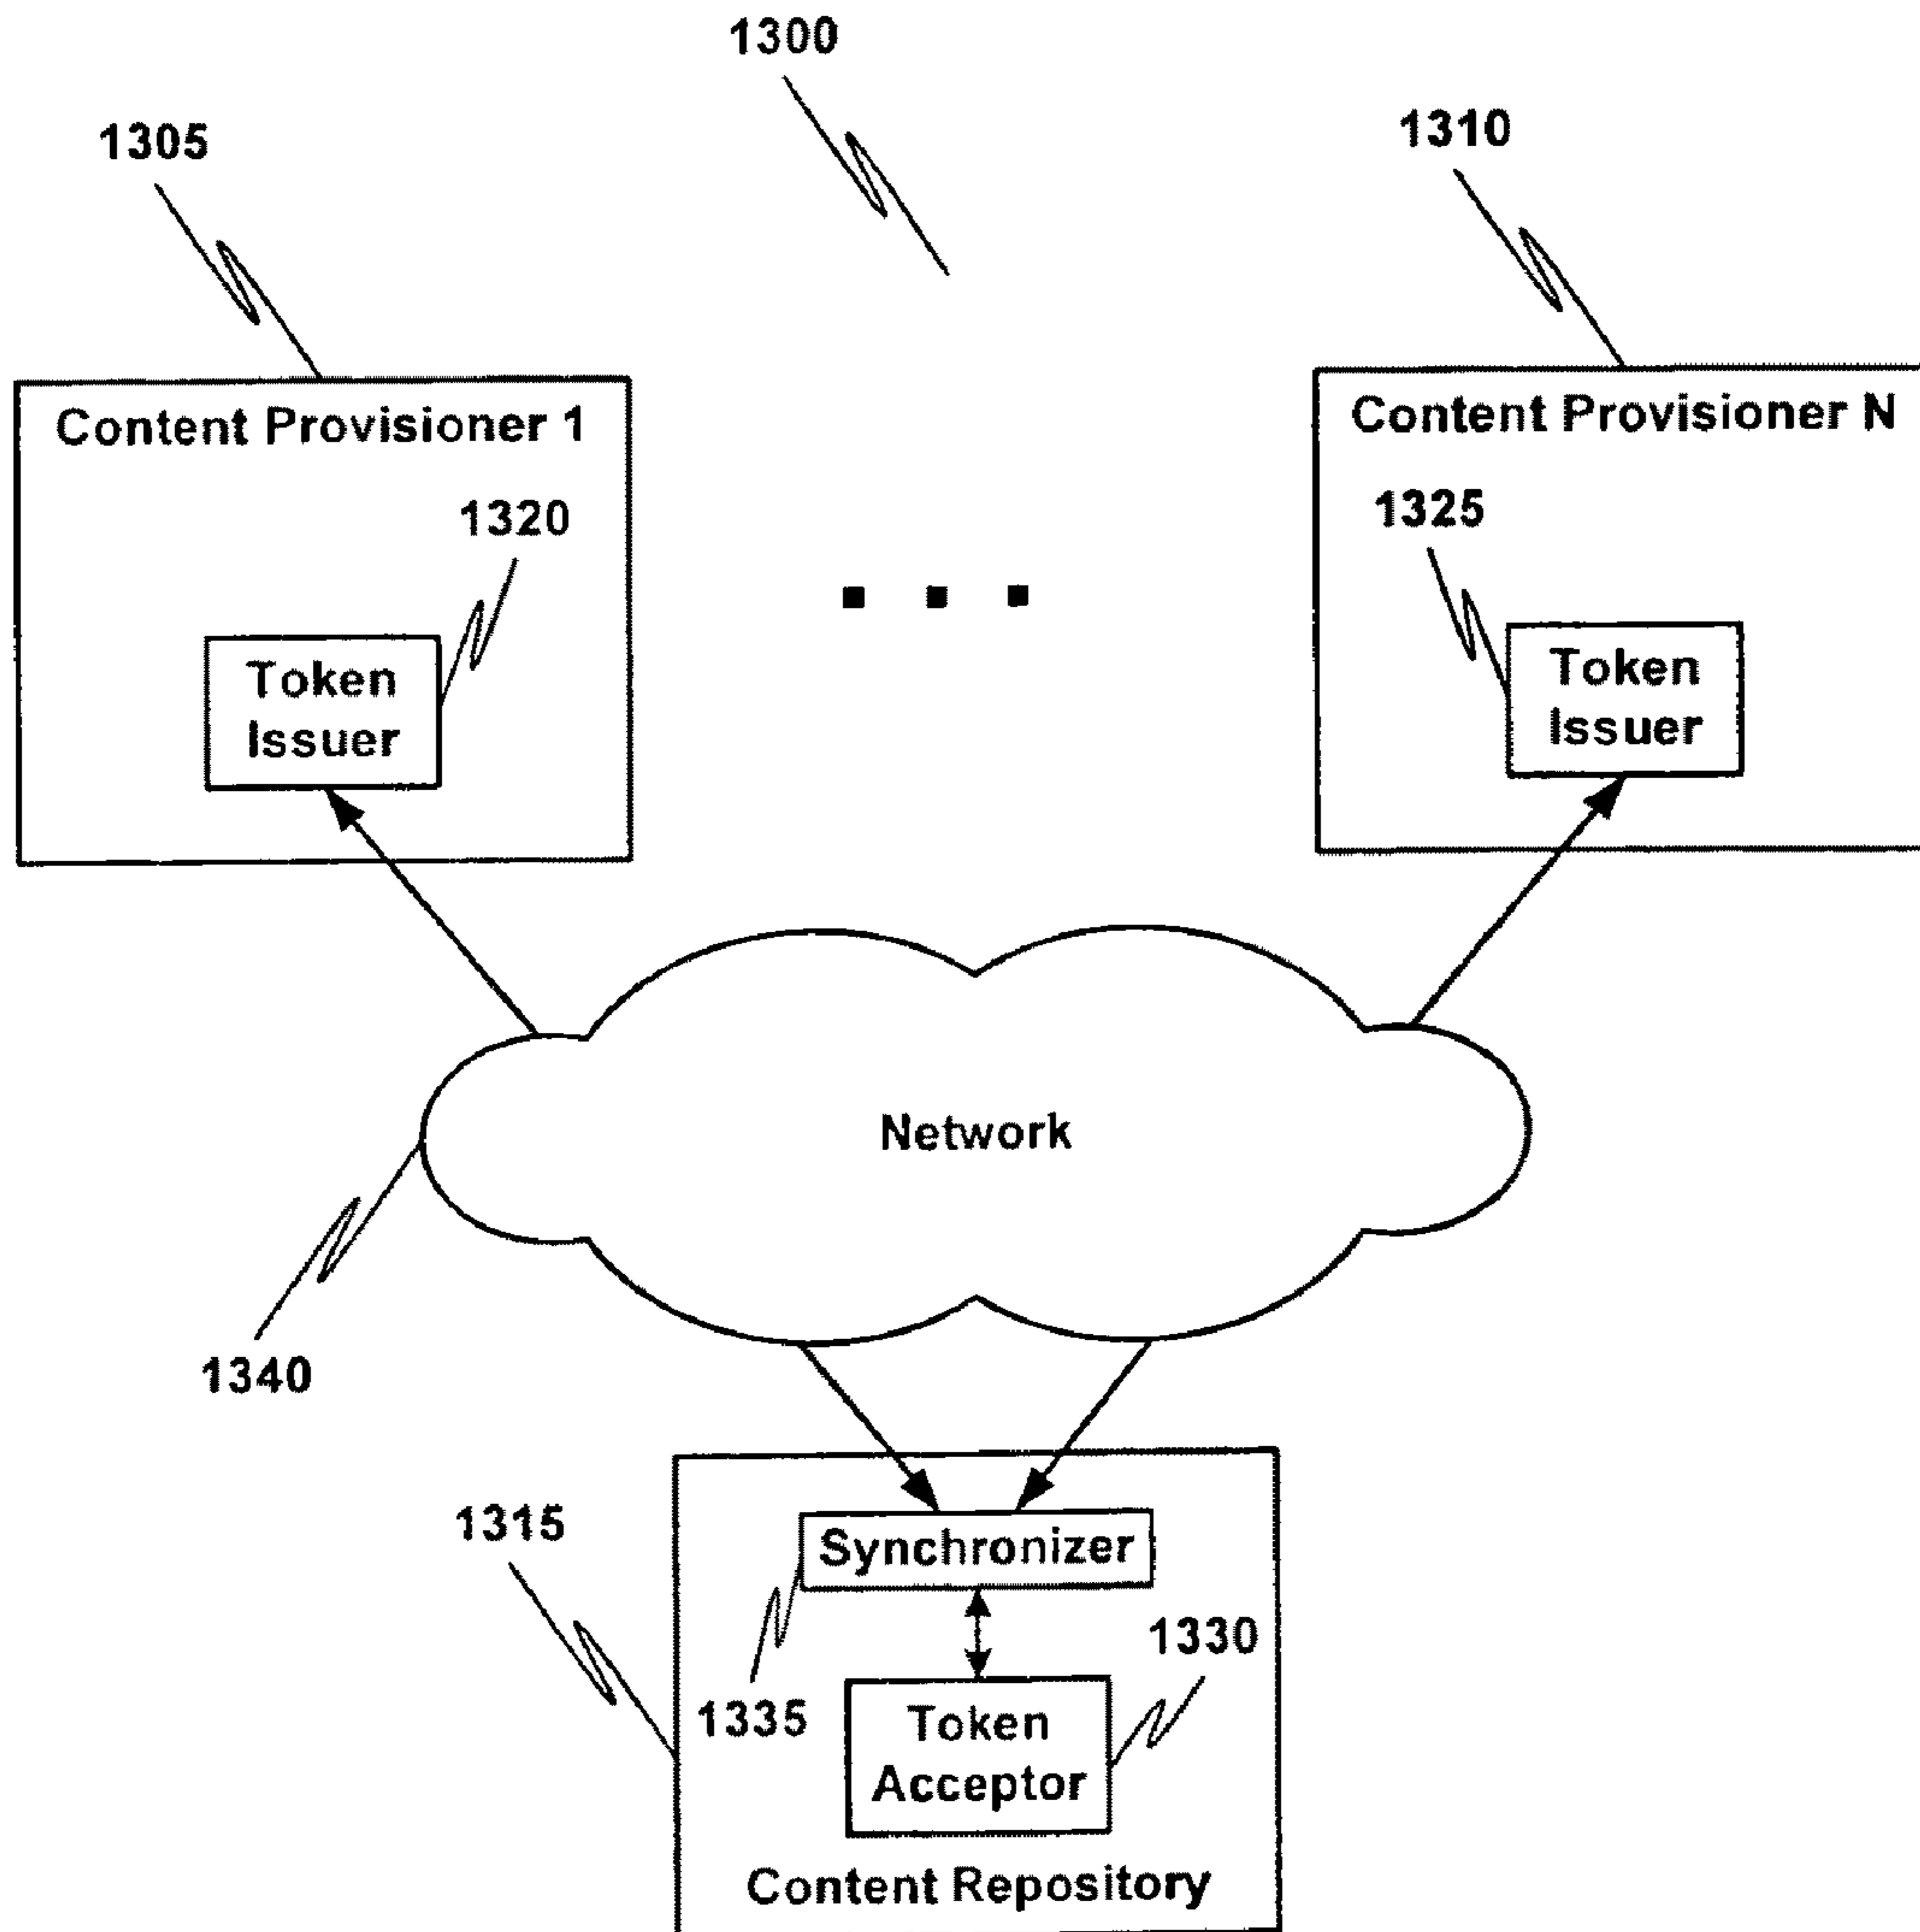 1300
1305
1310
Content Provisioner 1
Content Provisioner N
1320
1325
Token
Issuer
Token
Issuer
Network
1340
1315
Synchronizer
1330
1335
Token
Acceptor
Content Repository